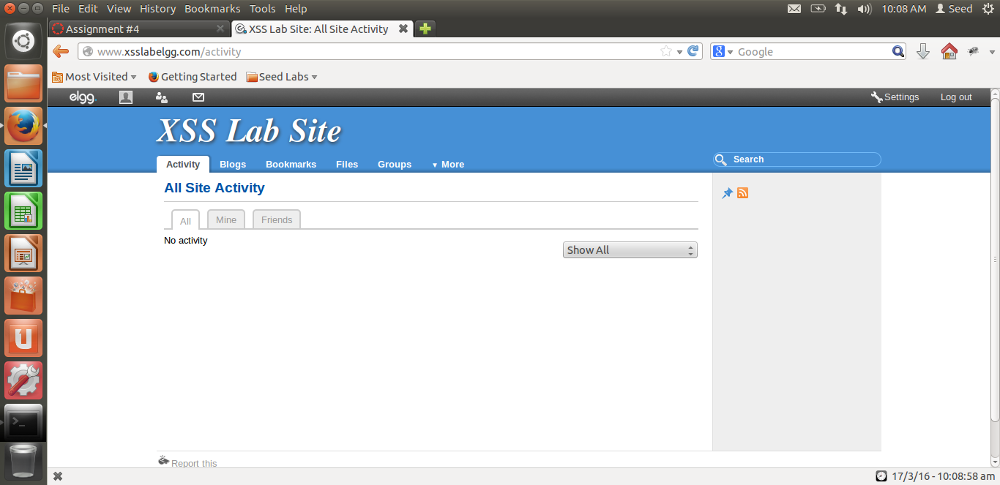 File Edit View History Bookmarks Tools Help 10:08 AM Seed
Assignment #4 XSS Lab Site: All Site Activity
www.xsslabelgg.com/activity Google
Most Visited Getting Started Seed Labs
elgg. Settings Log out
XSS Lab Site
Activity Blogs Bookmarks Files Groups More Search
All Site Activity
All Mine Friends
No activity
Show All
Report this
17/3/16 - 10:08:58 am